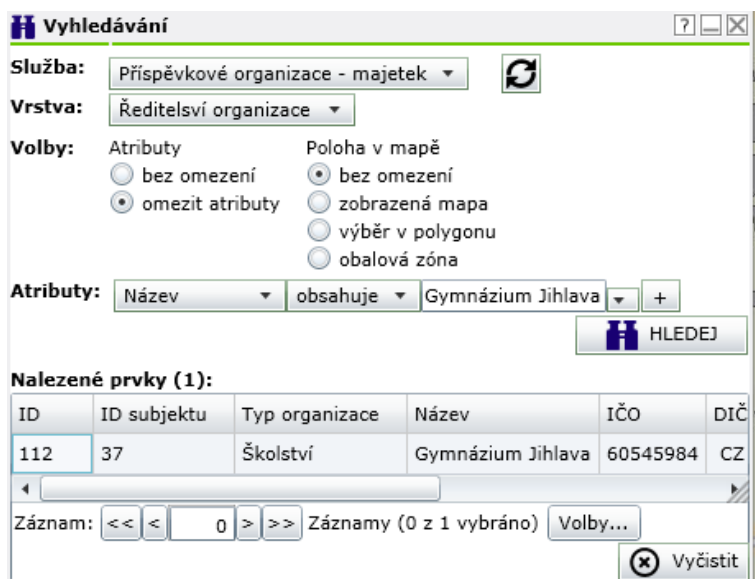 Vyhledávání
Služba: Příspěvkové organizace - majetek
Vrstva: Ředitelsví organizace
Volby: Atributy Poloha v mapě
bez omezení bez omezení
omezit atributy zobrazená mapa
výběr v polygonu
obalová zóna
Atributy: Název obsahuje Gymnázium Jihlava +
HLEDEJ
Nalezené prvky (1):
ID ID subjektu Typ organizace Název IČO DIČ
112 37 Školství Gymnázium Jihlava 60545984 CZ
Záznam: << < 0 > >> Záznamy (0 z 1 vybráno) Volby...
Vyčistit